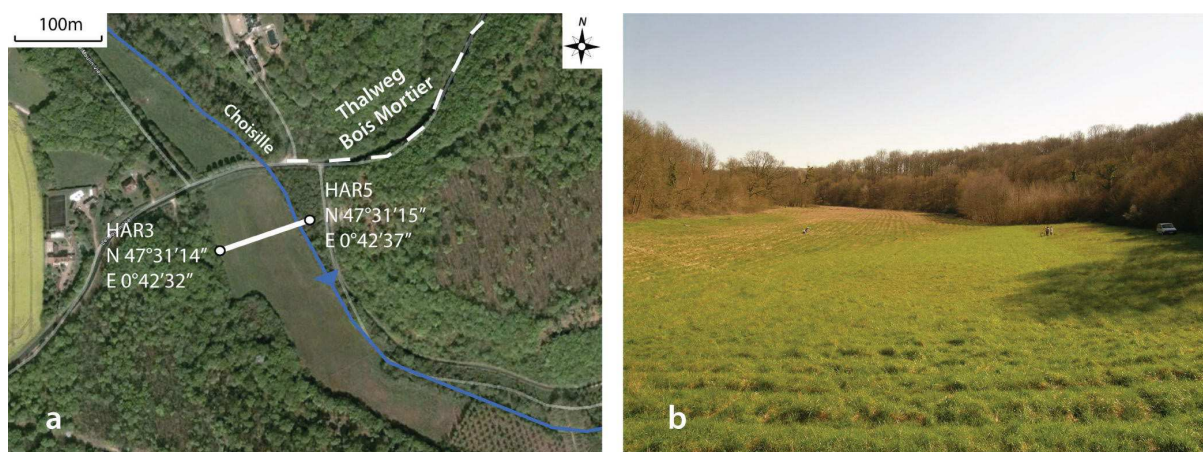 100m
N
Choisille
Thalweg
Bois Mortier
HAR5
N 47°31'15"
E 0°42'37"
HAR3
N 47°31'14"
E 0°42'32"
a
b